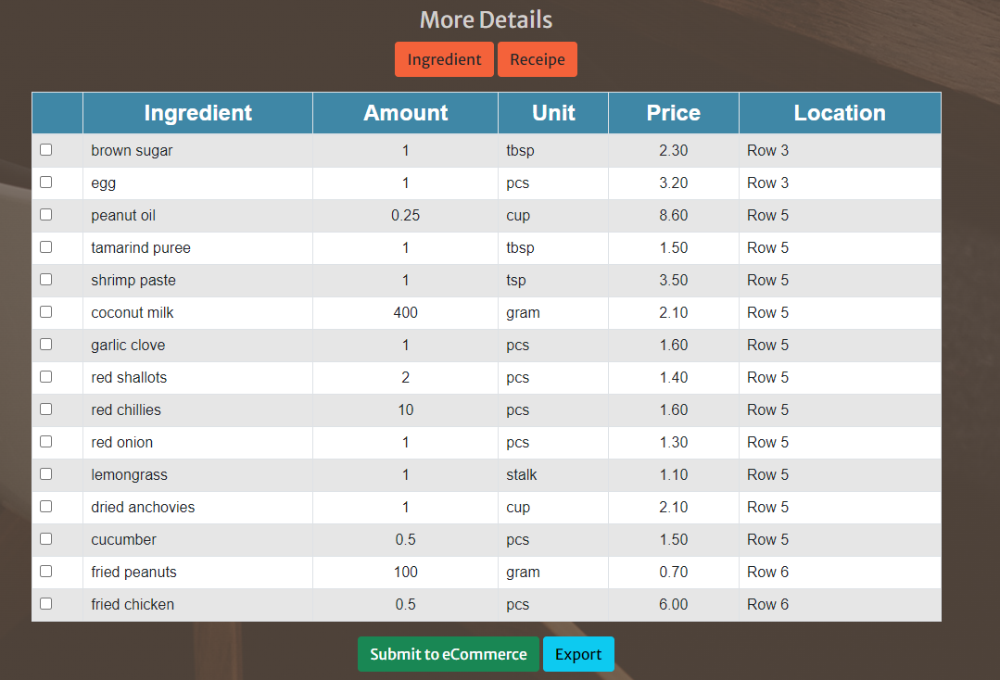 More Details
Ingredient Receipe
Ingredient Amount Unit Price Location
brown sugar 1 tbsp 2.30 Row 3
egg 1 pcs 3.20 Row 3
peanut oil 0.25 cup 8.60 Row 5
tamarind puree 1 tbsp 1.50 Row 5
shrimp paste 1 tsp 3.50 Row 5
coconut milk 400 gram 2.10 Row 5
garlic clove 1 pcs 1.60 Row 5
red shallots 2 pcs 1.40 Row 5
red chillies 10 pcs 1.60 Row 5
red onion 1 pcs 1.30 Row 5
lemongrass 1 stalk 1.10 Row 5
dried anchovies 1 cup 2.10 Row 5
cucumber 0.5 pcs 1.50 Row 5
fried peanuts 100 gram 0.70 Row 6
fried chicken 0.5 pcs 6.00 Row 6
Submit to eCommerce Export